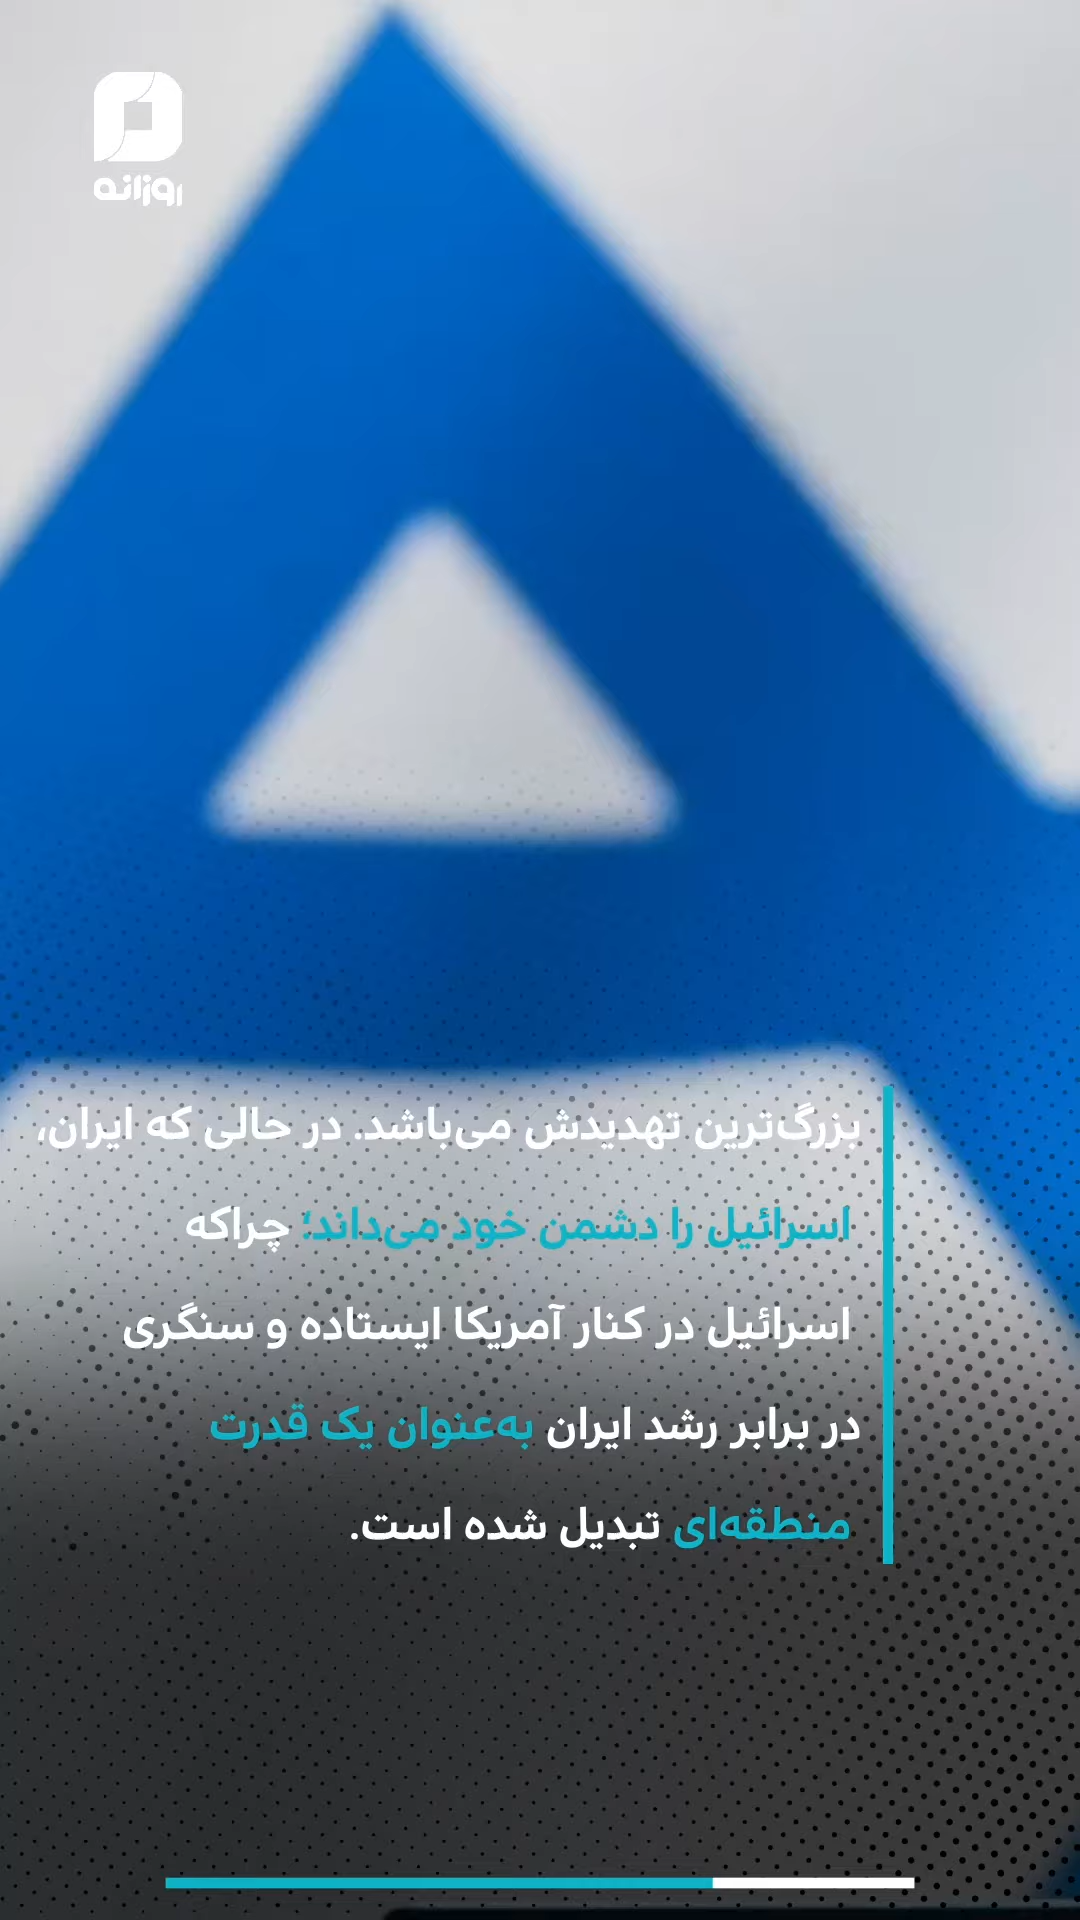 روزانه
بزرگ‌ترین تهدیدش می‌باشد. در حالی که ایران،
اسرائیل را دشمن خود می‌داند؛ چراکه
اسرائیل در کنار آمریکا ایستاده و سنگری
در برابر رشد ایران به‌عنوان یک قدرت
منطقه‌ای تبدیل شده است.